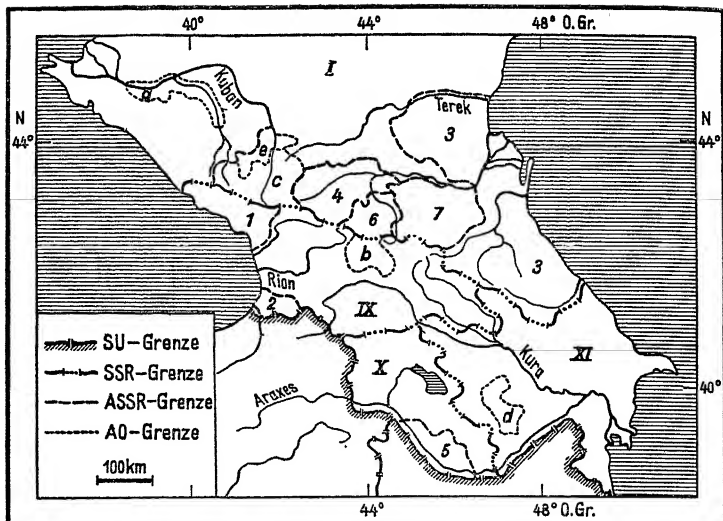 40° 44° 48° O.Gr.
I
Kuban
a
Terek
N N
3
44° 44°
a
c
4
6
7
1
b
3
Rion
2
IX
XI
X
Kura
Araxes
d
40°
5
SU-Grenze
SSR-Grenze
ASSR-Grenze
AO-Grenze
100km
44° 48° O.Gr.